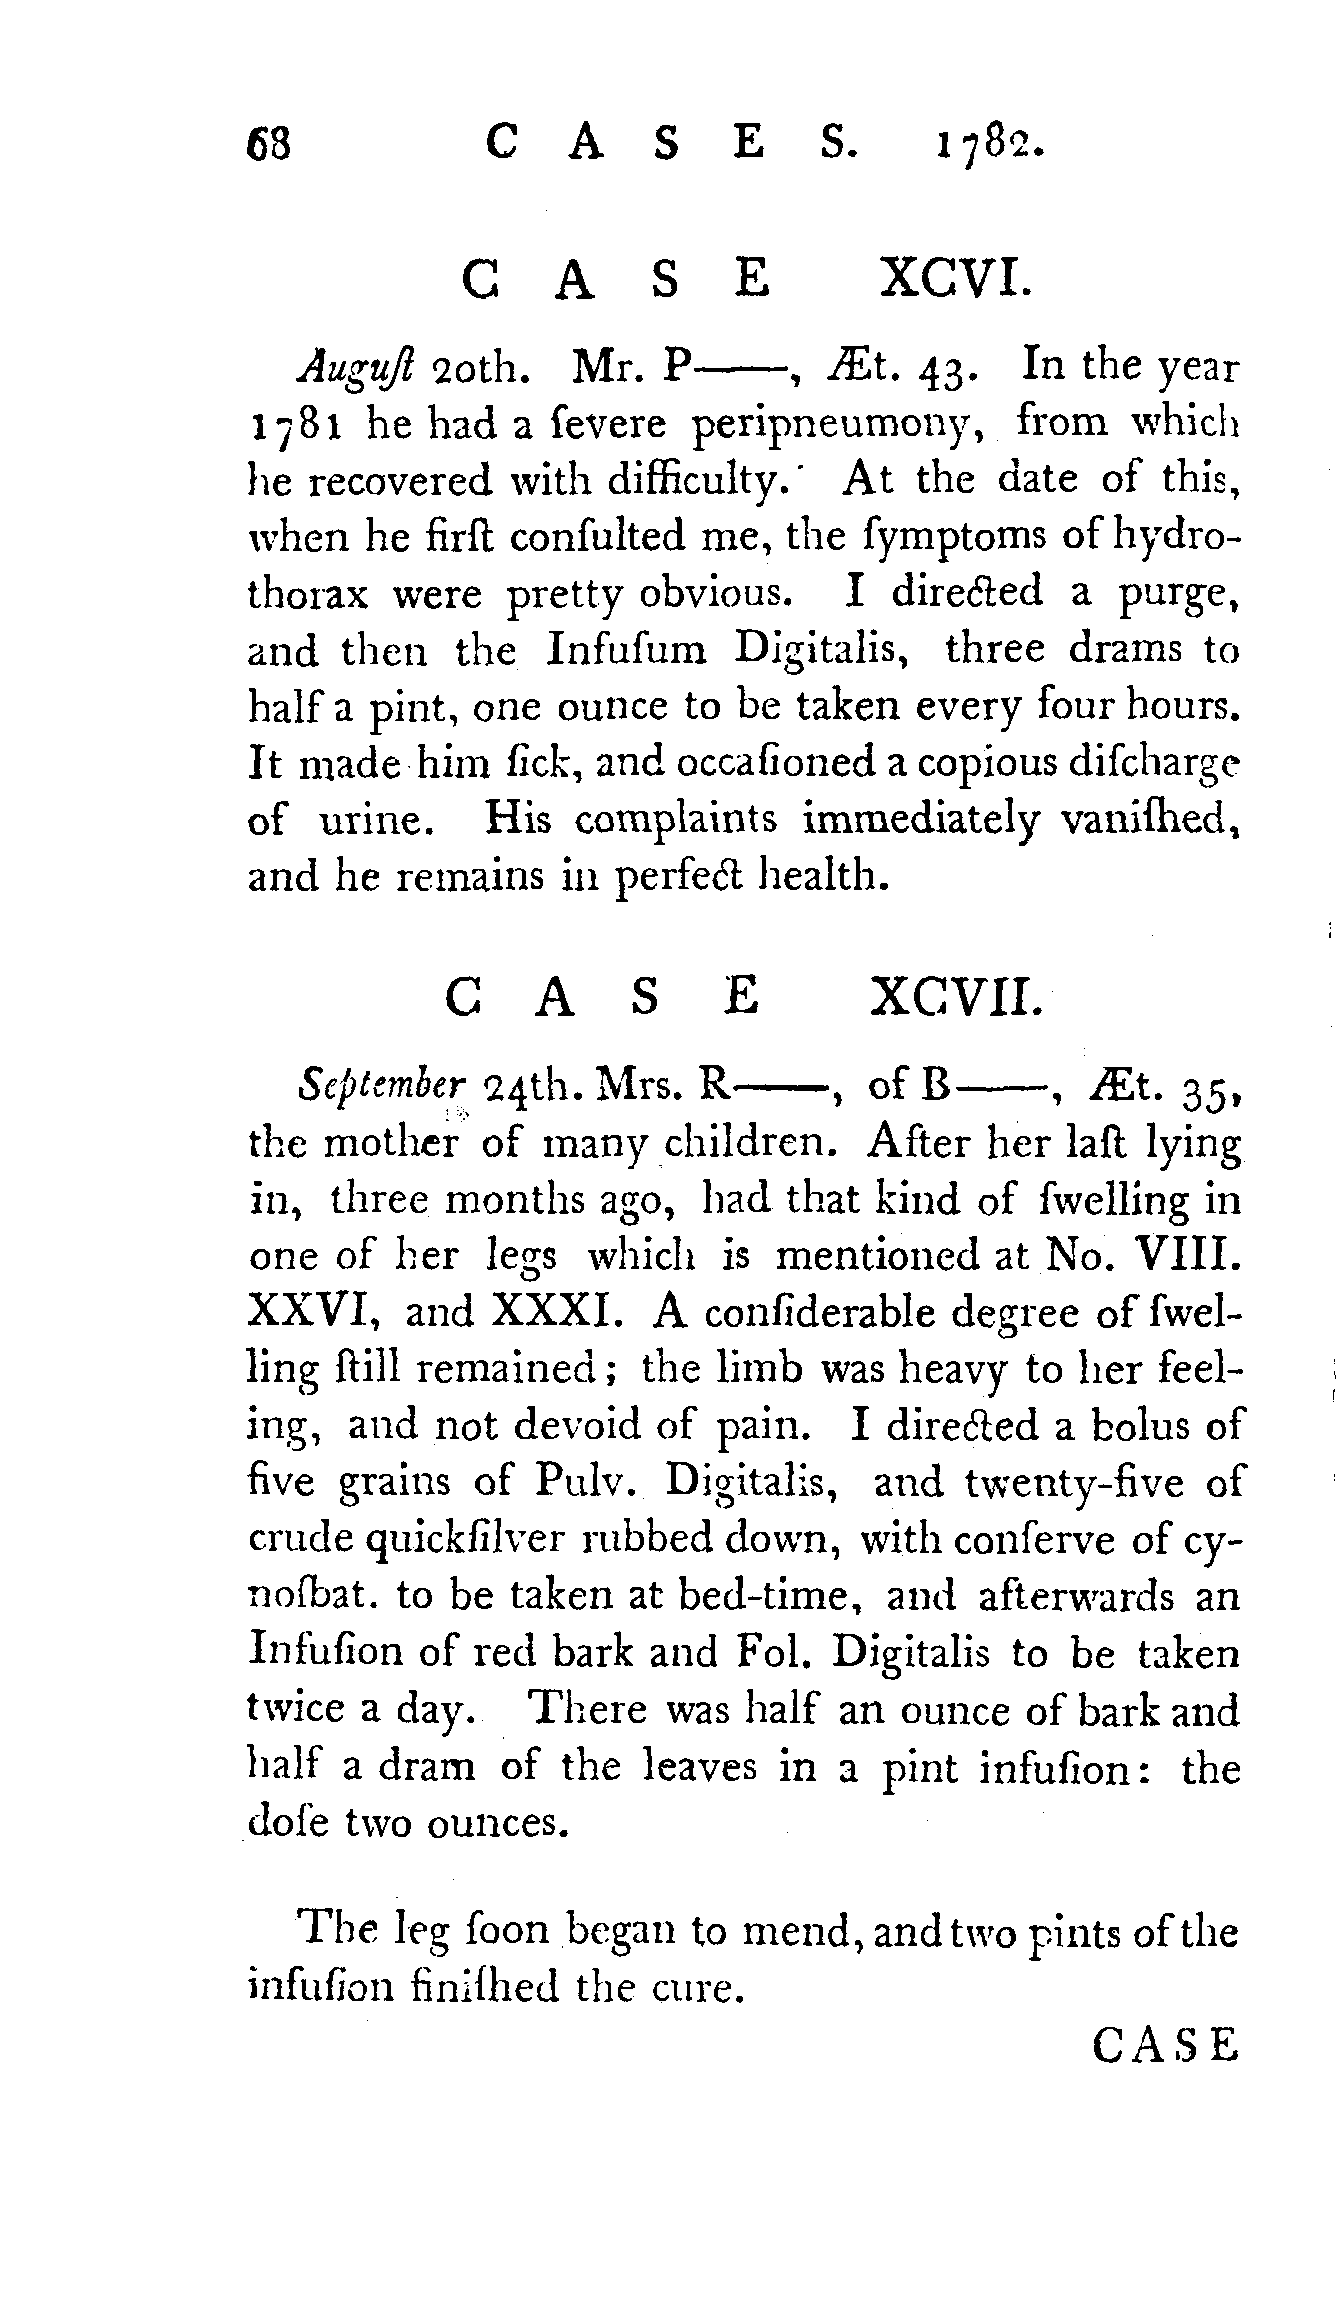 68 C A S E S. 1782.
C A S E XCVI.
Auguſt 20th. Mr. P——, Æt. 43. In the year
1781 he had a ſevere peripneumony, from which
he recovered with difficulty. At the date of this,
when he firſt conſulted me, the ſymptoms of hydro-
thorax were pretty obvious. I directed a purge,
and then the Infuſum Digitalis, three drams to
half a pint, one ounce to be taken every four hours.
It made him ſick, and occaſioned a copious diſcharge
of urine. His complaints immediately vaniſhed,
and he remains in perfect health.
C A S E XCVII.
September 24th. Mrs. R——, of B——, Æt. 35,
the mother of many children. After her laſt lying
in, three months ago, had that kind of ſwelling in
one of her legs which is mentioned at No. VIII.
XXVI, and XXXI. A conſiderable degree of ſwel-
ling ſtill remained; the limb was heavy to her feel-
ing, and not devoid of pain. I directed a bolus of
five grains of Pulv. Digitalis, and twenty-five of
crude quickſilver rubbed down, with conſerve of cy-
noſbat. to be taken at bed-time, and afterwards an
Infuſion of red bark and Fol. Digitalis to be taken
twice a day. There was half an ounce of bark and
half a dram of the leaves in a pint infuſion: the
doſe two ounces.
The leg ſoon began to mend, and two pints of the
infuſion finiſhed the cure.
CASE